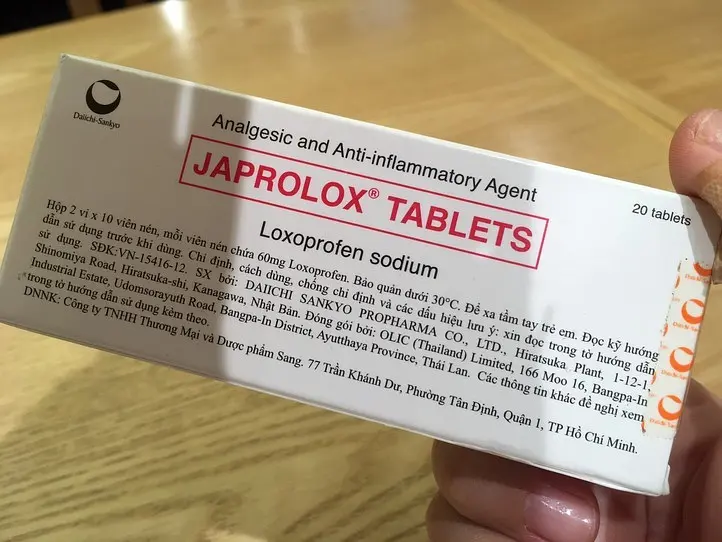 Daiichi-Sankyo
Analgesic and Anti-inflammatory Agent
JAPROLOX® TABLETS
20 tablets
Loxoprofen sodium
Hộp 2 vỉ x 10 viên nén, mỗi viên nén chứa 60mg Loxoprofen. Bảo quản dưới 30°C. Để xa tầm tay trẻ em. Đọc kỹ hướng
dẫn sử dụng trước khi dùng. Chỉ định, cách dùng, chống chỉ định và các dấu hiệu lưu ý: xin đọc trong tờ hướng dẫn
sử dụng. SĐK:VN-15416-12. SX bởi: DAIICHI SANKYO PROPHARMA CO., LTD., Hiratsuka Plant, 1-12-1,
Shinomiya Road, Hiratsuka-shi, Kanagawa, Nhật Bản. Đóng gói bởi: OLIC (Thailand) Limited, 166 Moo 16, Bangpa-In
Industrial Estate, Udomsorayuth Road, Bangpa-In District, Ayutthaya Province, Thái Lan. Các thông tin khác đề nghị xem
trong tờ hướng dẫn sử dụng kèm theo.
DNNK: Công ty TNHH Thương Mại và Dược phẩm Sang. 77 Trần Khánh Dư, Phường Tân Định, Quận 1, TP Hồ Chí Minh.